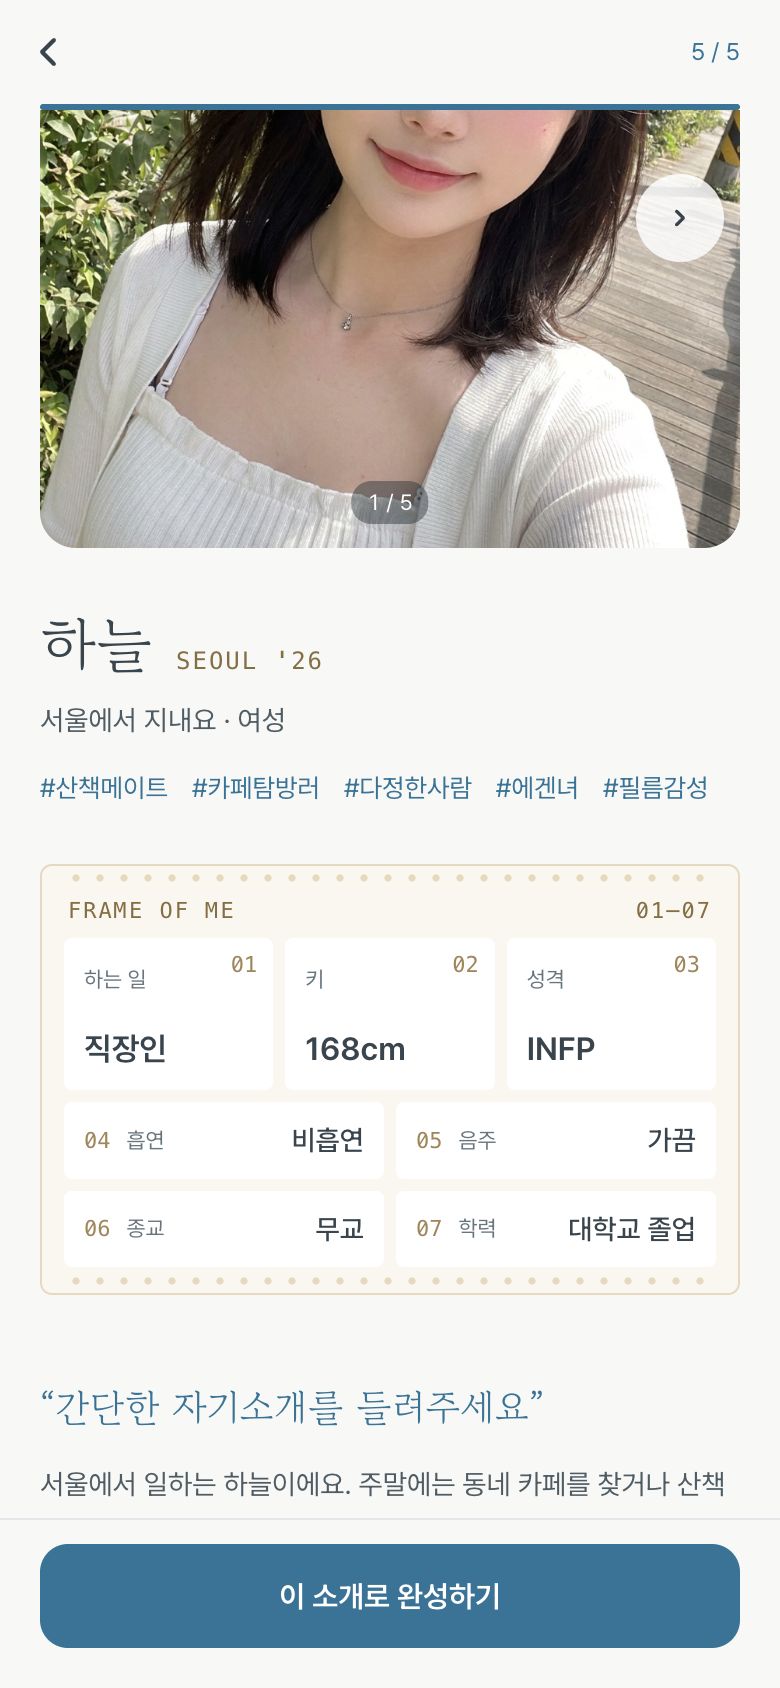 5 / 5
1 / 5
하늘 SEOUL '26
서울에서 지내요 · 여성
#산책메이트 #카페탐방러 #다정한사람 #에겐녀 #필름감성
FRAME OF ME 01—07
하는 일 01
직장인
키 02
168cm
성격 03
INFP
04 흡연 비흡연
05 음주 가끔
06 종교 무교
07 학력 대학교 졸업
“간단한 자기소개를 들려주세요”
서울에서 일하는 하늘이에요. 주말에는 동네 카페를 찾거나 산책
이 소개로 완성하기